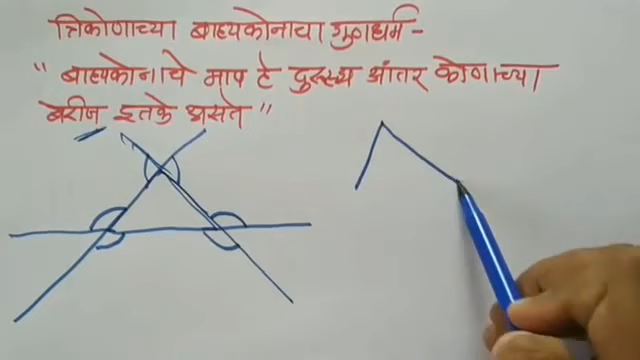 त्रिकोणाच्या बाह्यकोनाचा गुणधर्म -
" बाह्यकोनाचे माप हे दुरस्थ आंतर कोणाच्या
बेरीज इतके असते "